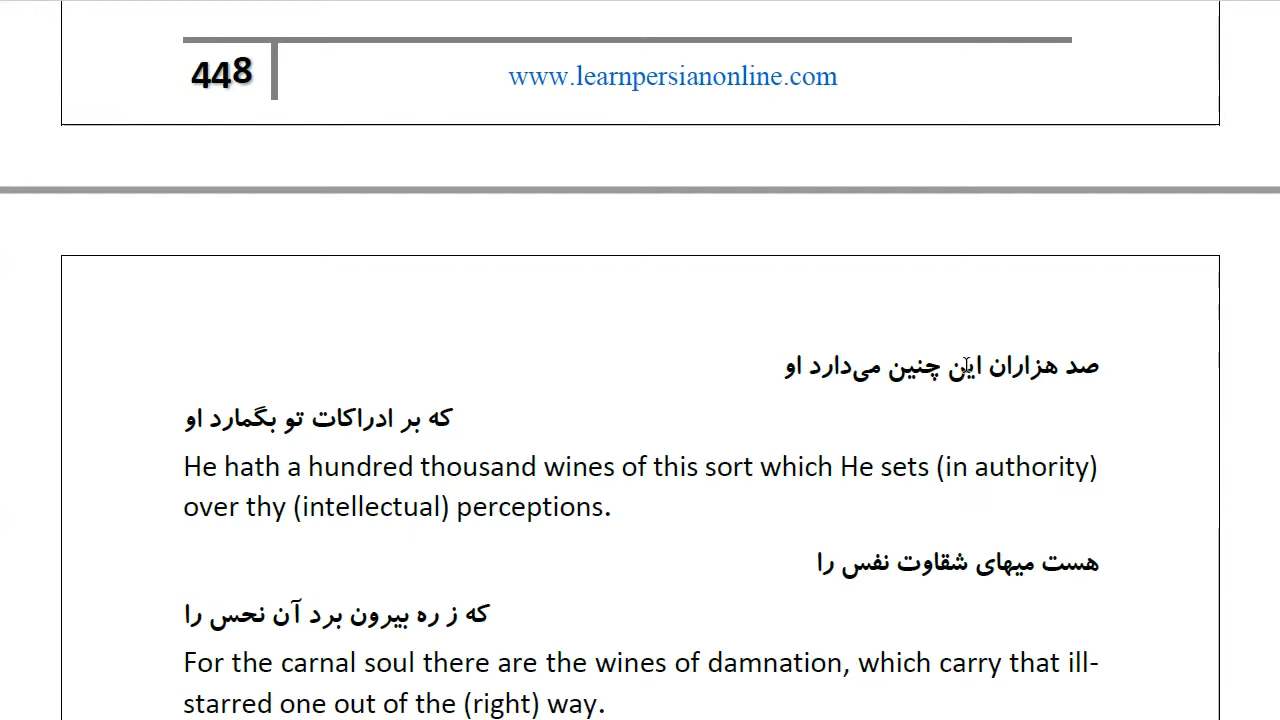 448
www.learnpersianonline.com
صد هزاران این چنین می‌دارد او
که بر ادراکات تو بگمارد او
He hath a hundred thousand wines of this sort which He sets (in authority)
over thy (intellectual) perceptions.
هست میهای شقاوت نفس را
که ز ره بیرون برد آن نحس را
For the carnal soul there are the wines of damnation, which carry that ill-
starred one out of the (right) way.